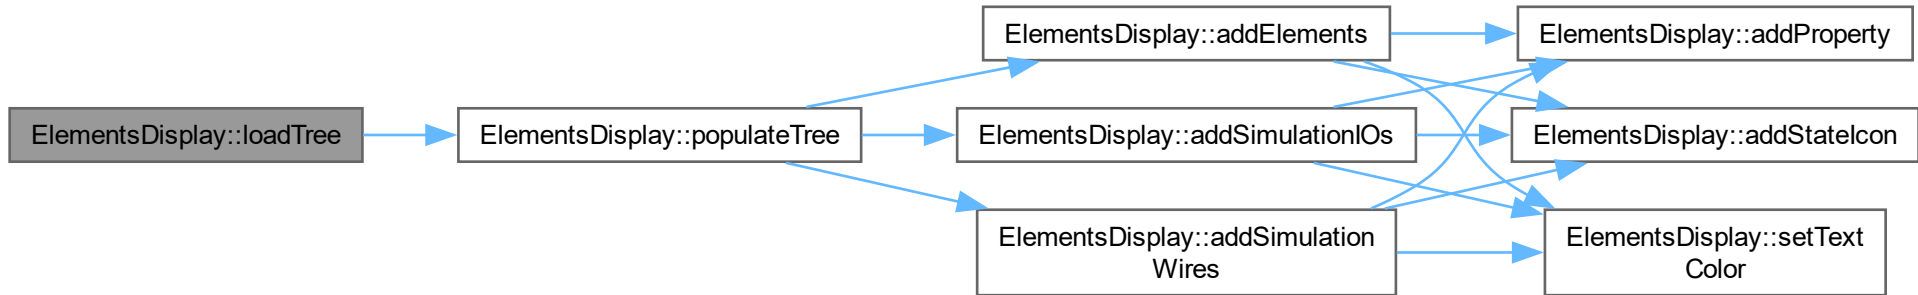 ElementsDisplay::loadTree
ElementsDisplay::populateTree
ElementsDisplay::addElements
ElementsDisplay::addSimulationIOs
ElementsDisplay::addSimulation
Wires
ElementsDisplay::addProperty
ElementsDisplay::addStateIcon
ElementsDisplay::setText
Color